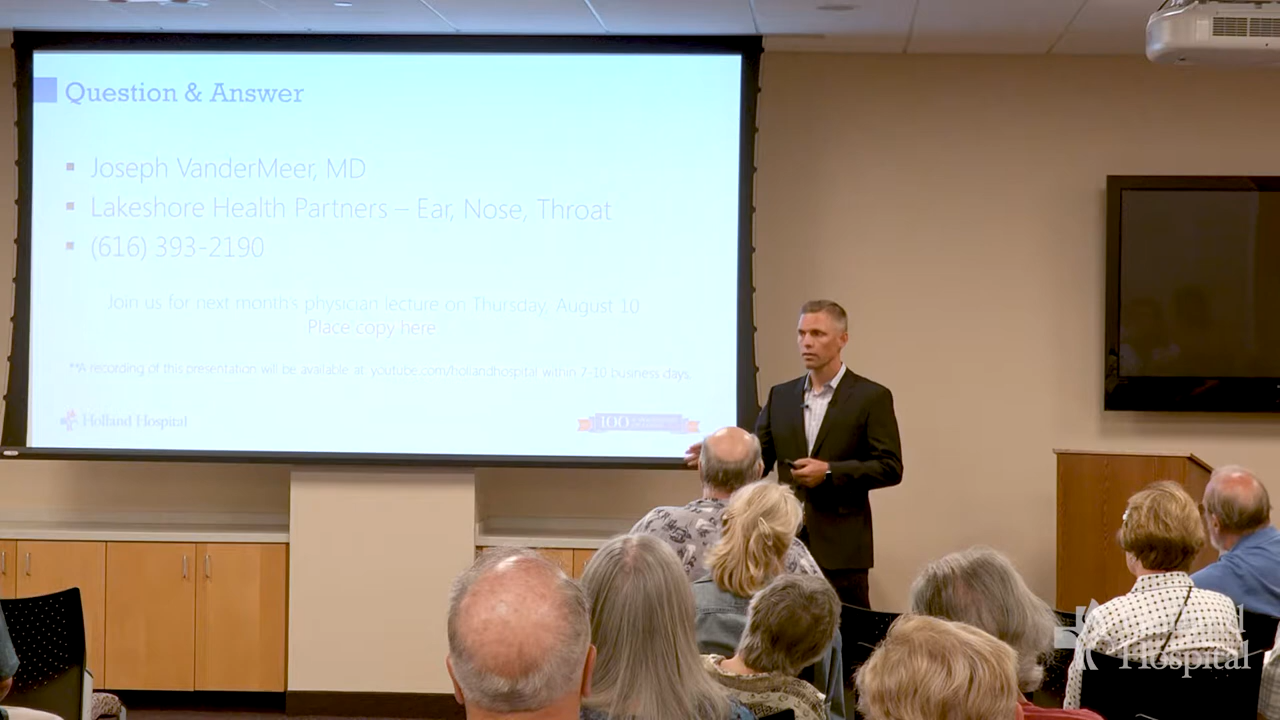 Question & Answer
Joseph VanderMeer, MD
Lakeshore Health Partners – Ear, Nose, Throat
(616) 393-2190
Join us for next month's physician lecture on Thursday, August 10
Place copy here
**A recording of this presentation will be available at: youtube.com/hollandhospital within 7-10 business days.
Holland Hospital
100
Hospital